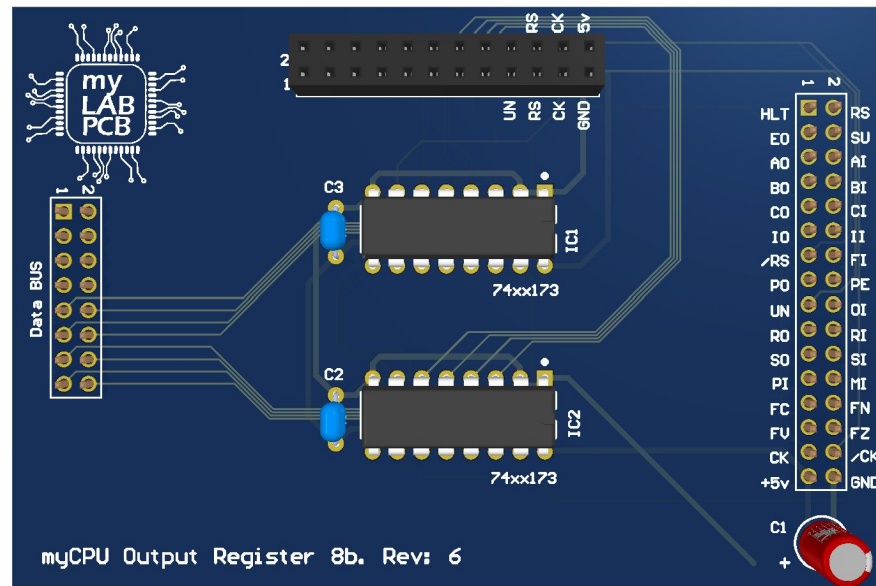 my
LAB
PCB
RS
CK
5v
2
1
UN
RS
CK
GND
1
2
HLT
RS
EO
SU
AO
AI
BO
BI
CO
CI
IO
II
/RS
FI
PO
PE
UN
OI
RO
RI
SO
SI
PI
MI
FC
FN
FV
FZ
CK
/CK
+5v
GND
1
2
Data BUS
C3
IC1
74xx173
C2
IC2
74xx173
C1
+
myCPU Output Register 8b. Rev: 6